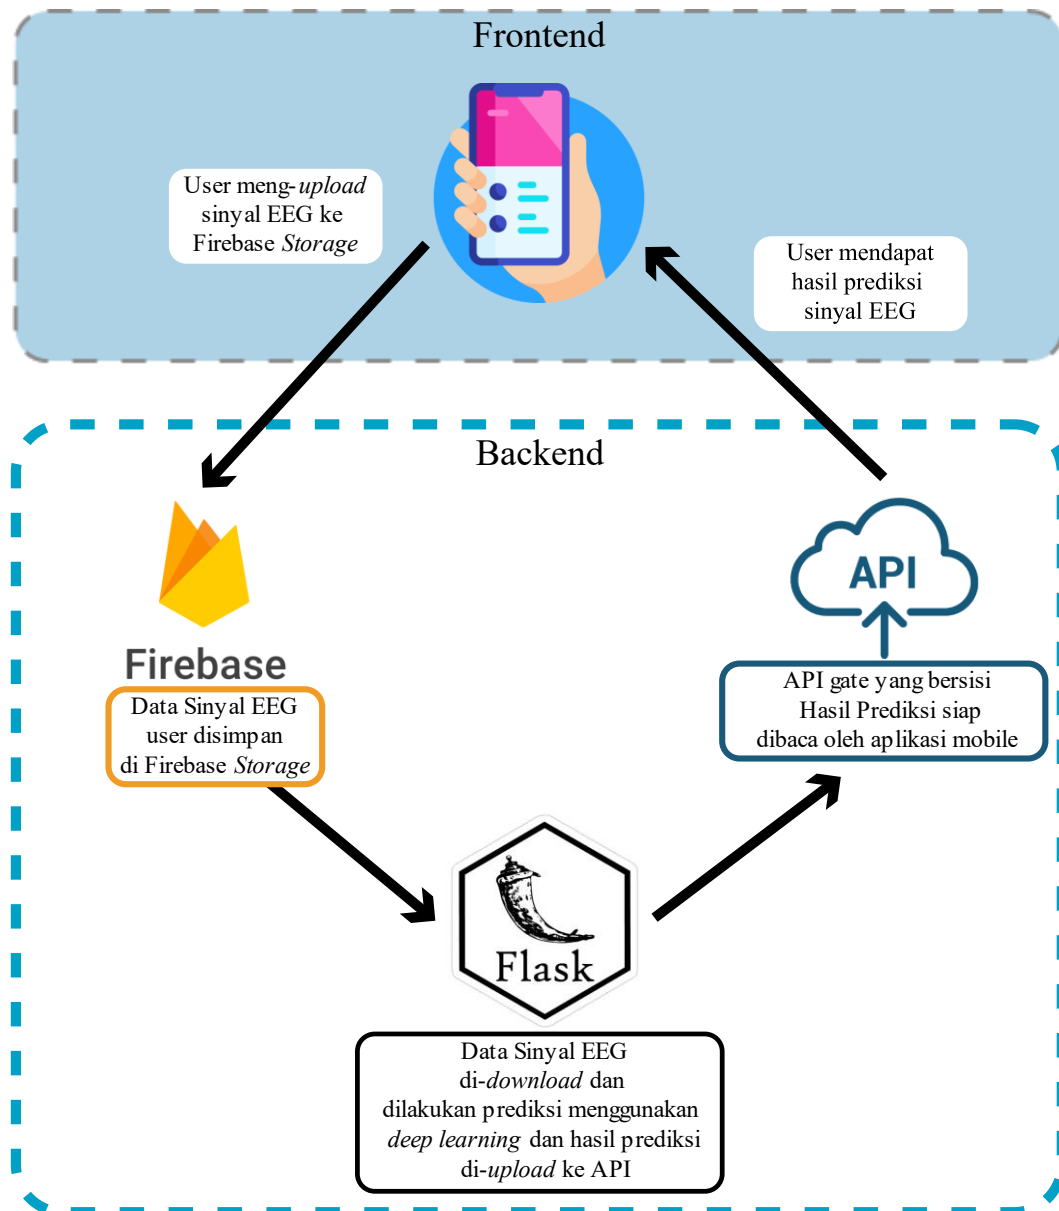 Frontend
User meng-upload
sinyal EEG ke
Firebase Storage
User mendapat
hasil prediksi
sinyal EEG
Backend
Firebase
Data Sinyal EEG
user disimpan
di Firebase Storage
API
API gate yang bersisi
Hasil Prediksi siap
dibaca oleh aplikasi mobile
Flask
Data Sinyal EEG
di-download dan
dilakukan prediksi menggunakan
deep learning dan hasil prediksi
di-upload ke API